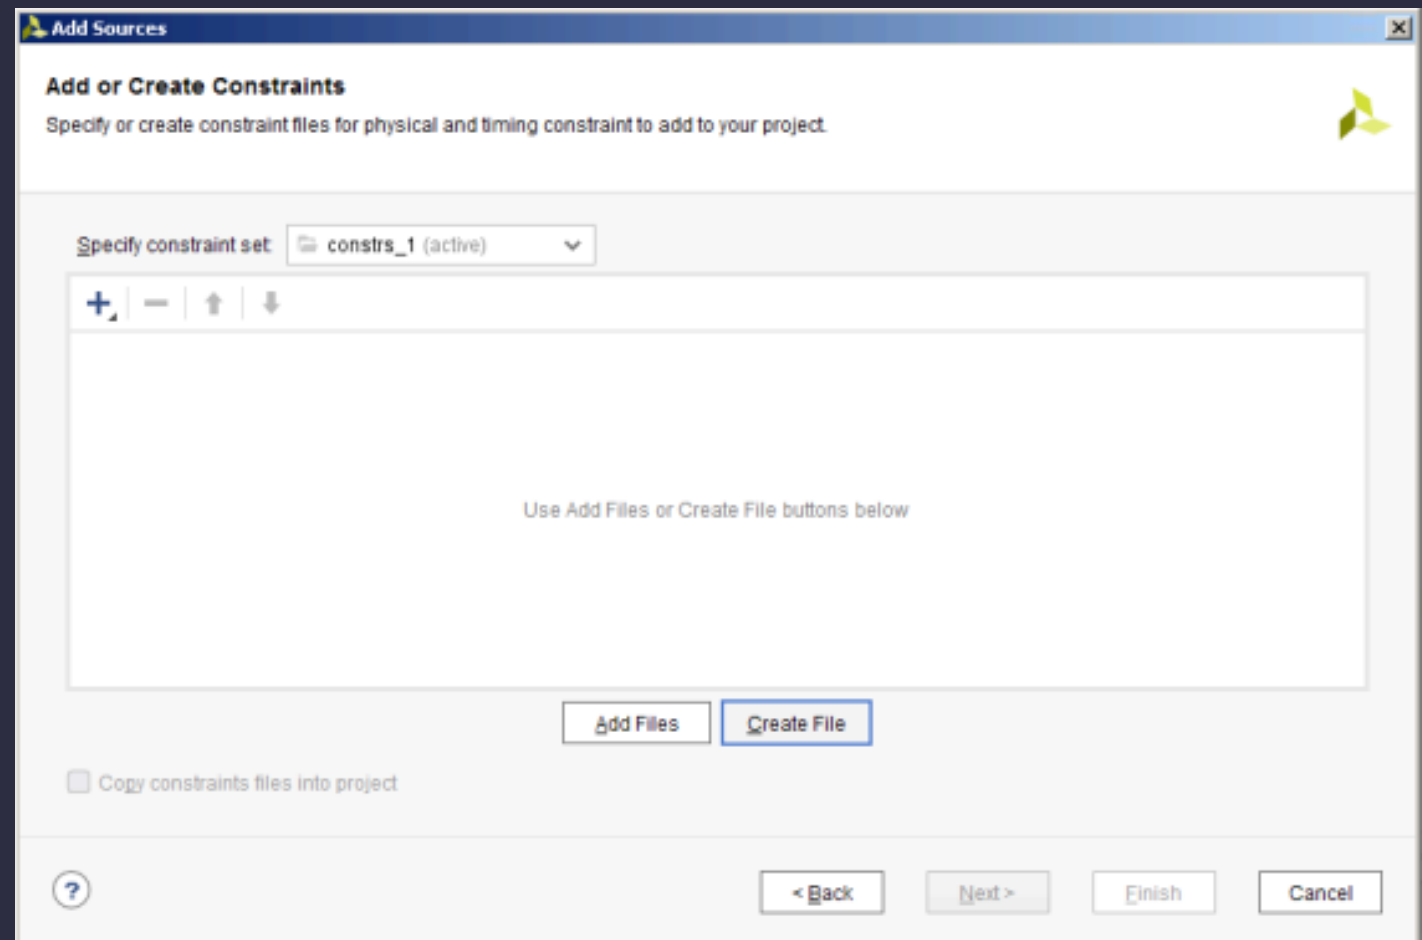 Add Sources
Add or Create Constraints
Specify or create constraint files for physical and timing constraint to add to your project.
Specify constraint set: constrs_1 (active)
Use Add Files or Create File buttons below
Add Files Create File
Copy constraints files into project
? < Back Next > Finish Cancel